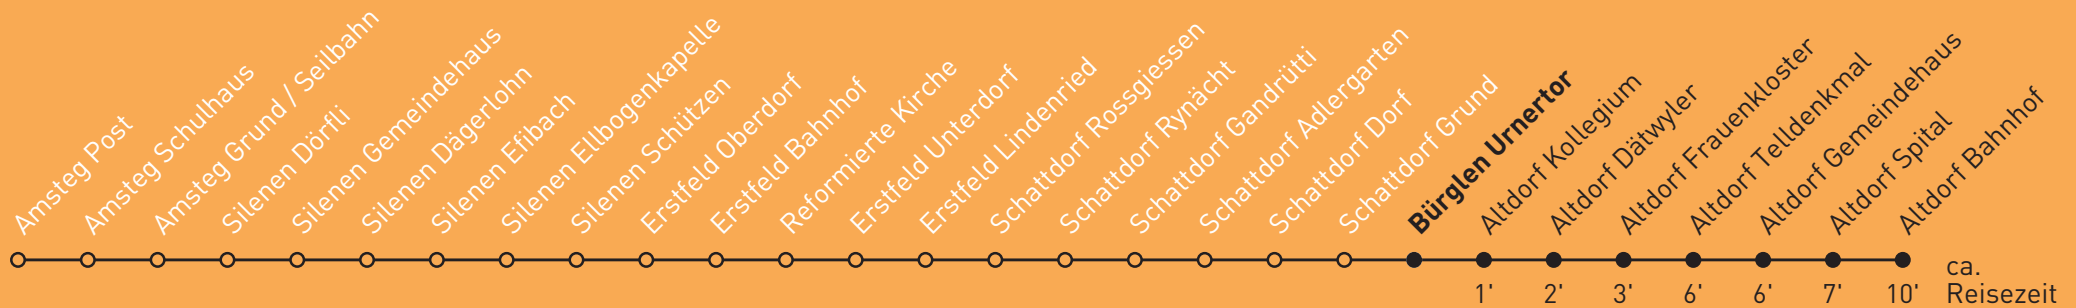 Amsteg Post
Amsteg Schulhaus
Amsteg Grund / Seilbahn
Silenen Dörfli
Silenen Gemeindehaus
Silenen Dägerlohn
Silenen Efibach
Silenen Ellbogenkapelle
Silenen Schützen
Erstfeld Oberdorf
Erstfeld Bahnhof
Reformierte Kirche
Erstfeld Unterdorf
Erstfeld Lindenried
Schattdorf Rossgiessen
Schattdorf Rynächt
Schattdorf Gandrütti
Schattdorf Adlergarten
Schattdorf Dorf
Schattdorf Grund
Bürglen Urnertor
Altdorf Kollegium
Altdorf Dätwyler
Altdorf Frauenkloster
Altdorf Telldenkmal
Altdorf Gemeindehaus
Altdorf Spital
Altdorf Bahnhof
1' 2' 3' 6' 6' 7' 10'
ca.
Reisezeit